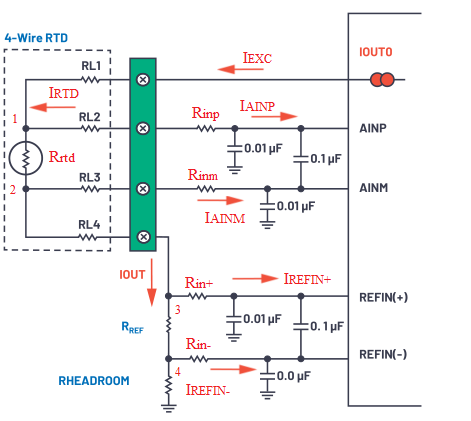 4-Wire RTD
RL1
IEXC
IOUT0
IRTD
1
RL2
Rinp
IAINP
AINP
0.01 µF
0.1 µF
Rrtd
2
RL3
Rinm
AINM
IAINM
0.01 µF
RL4
IOUT
Rin+
IREFIN+
REFIN(+)
3
RREF
0.01 µF
0.1 µF
Rin-
REFIN(-)
4
RHEADROOM
IREFIN-
0.0 µF